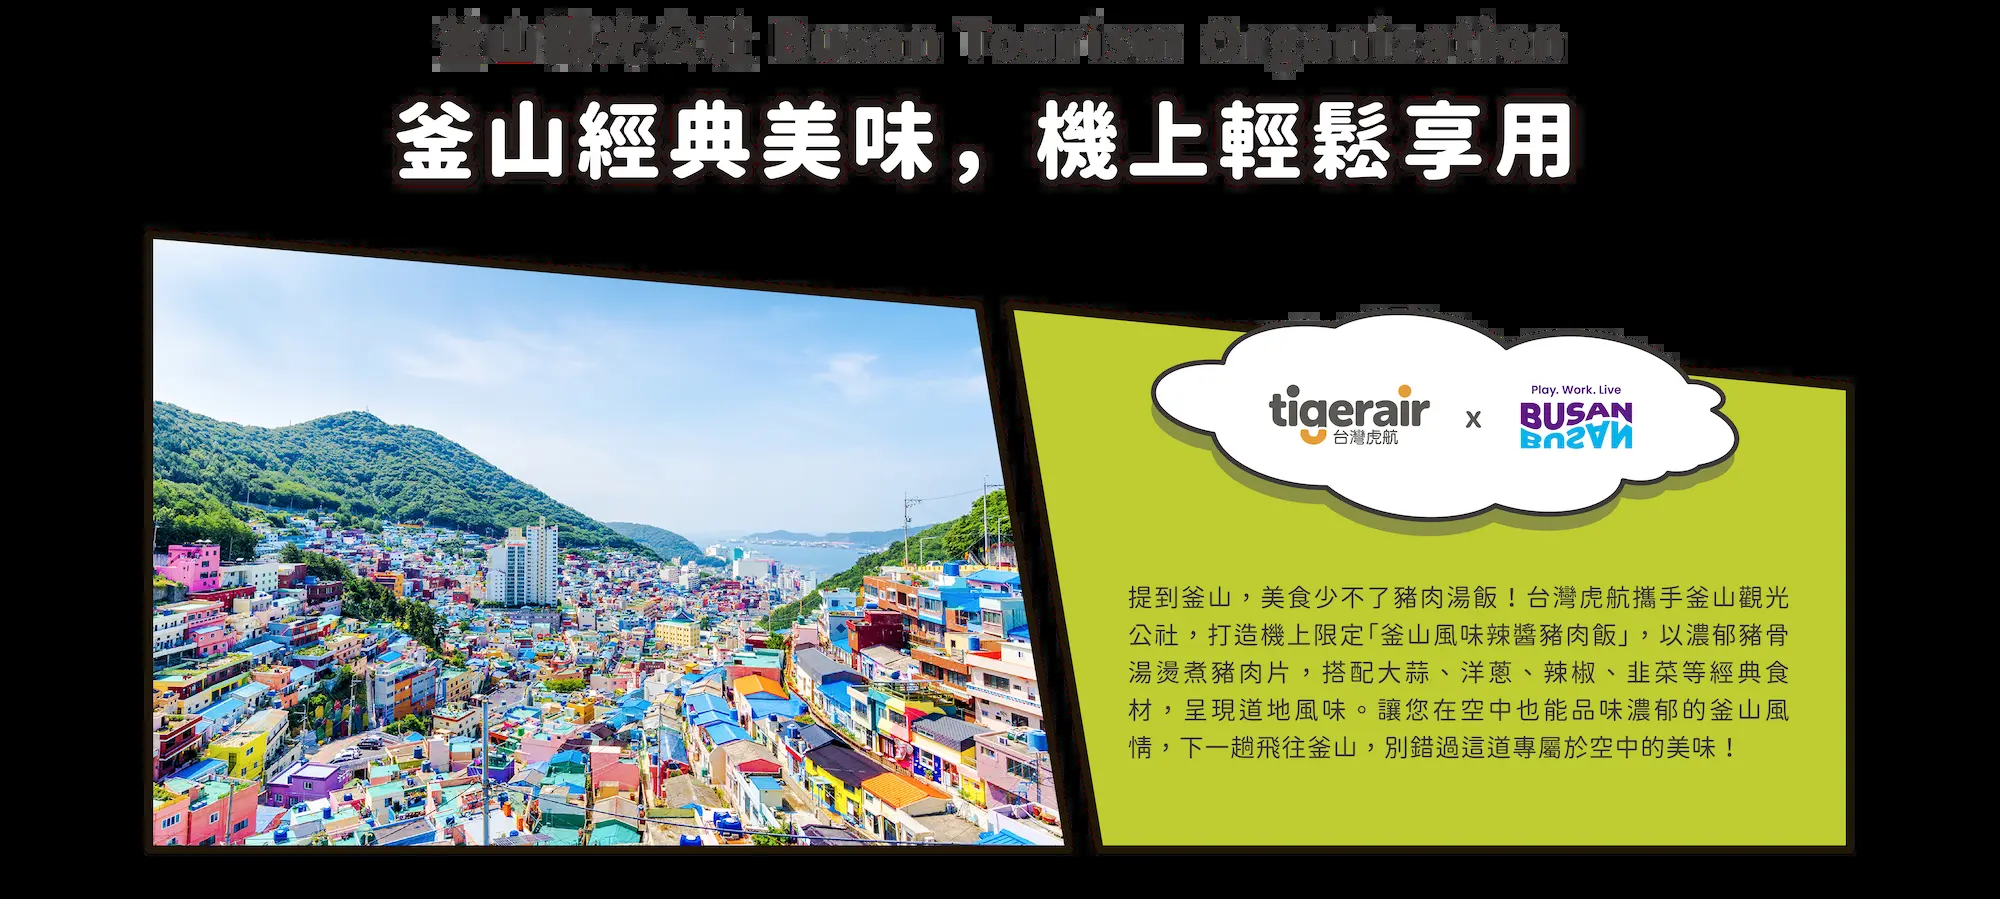 釜山觀光公社 Busan Tourism Organization
釜山經典美味，機上輕鬆享用
tigerair
台灣虎航
x
Play. Work. Live
BUSAN
BUSAN
提到釜山，美食少不了豬肉湯飯！台灣虎航攜手釜山觀光
公社，打造機上限定「釜山風味辣醬豬肉飯」，以濃郁豬骨
湯燙煮豬肉片，搭配大蒜、洋蔥、辣椒、韭菜等經典食
材，呈現道地風味。讓您在空中也能品味濃郁的釜山風
情，下一趟飛往釜山，別錯過這道專屬於空中的美味！